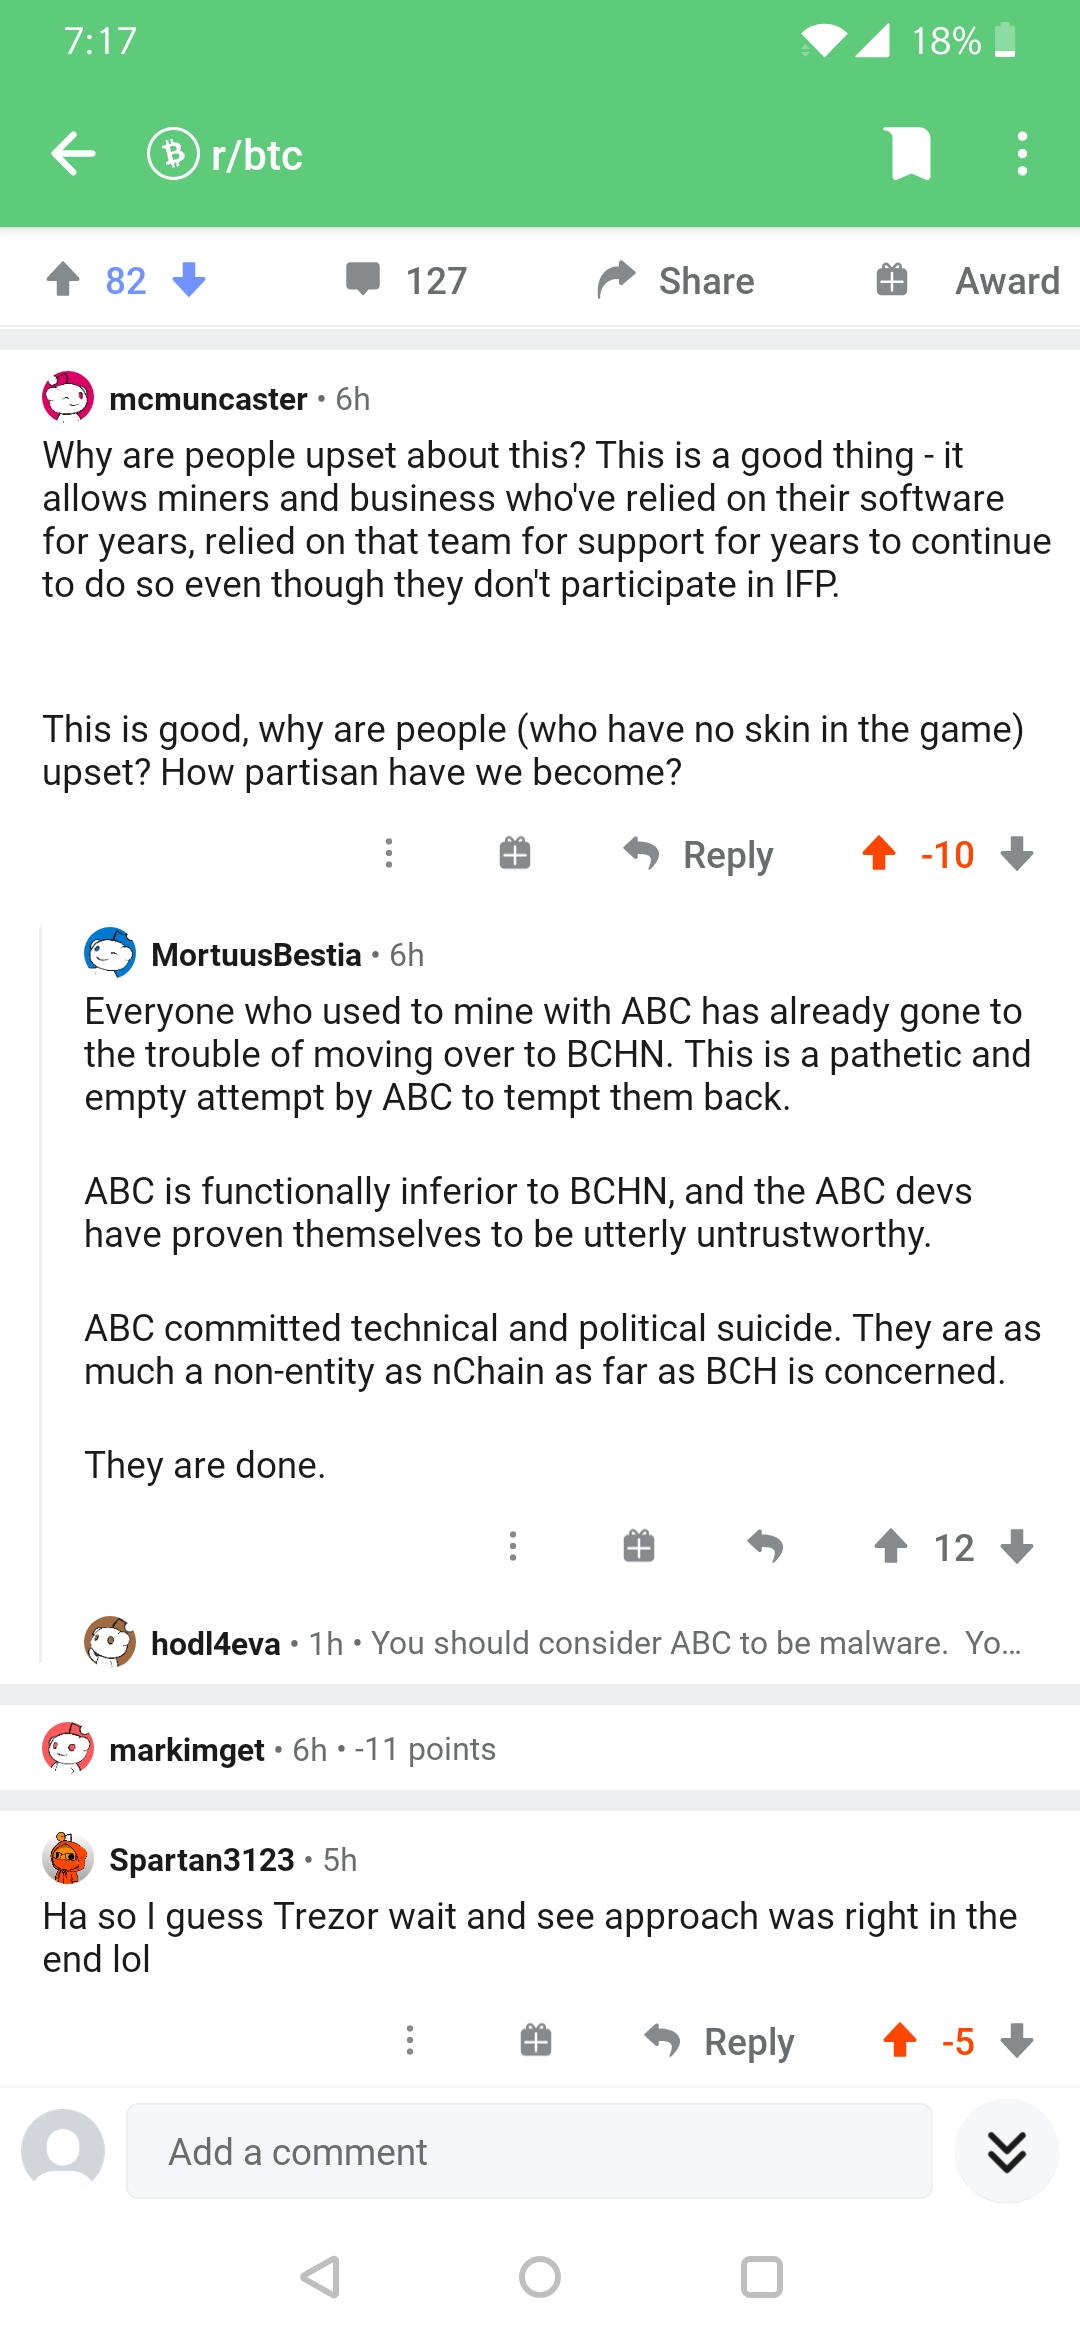 7:17
18%
r/btc
82
127
Share
Award
mcmuncaster • 6h
Why are people upset about this? This is a good thing - it
allows miners and business who've relied on their software
for years, relied on that team for support for years to continue
to do so even though they don't participate in IFP.
This is good, why are people (who have no skin in the game)
upset? How partisan have we become?
Reply
-10
MortuusBestia • 6h
Everyone who used to mine with ABC has already gone to
the trouble of moving over to BCHN. This is a pathetic and
empty attempt by ABC to tempt them back.
ABC is functionally inferior to BCHN, and the ABC devs
have proven themselves to be utterly untrustworthy.
ABC committed technical and political suicide. They are as
much a non-entity as nChain as far as BCH is concerned.
They are done.
12
hodl4eva • 1h • You should consider ABC to be malware. Yo...
markimget • 6h • -11 points
Spartan3123 • 5h
Ha so I guess Trezor wait and see approach was right in the
end lol
Reply
-5
Add a comment